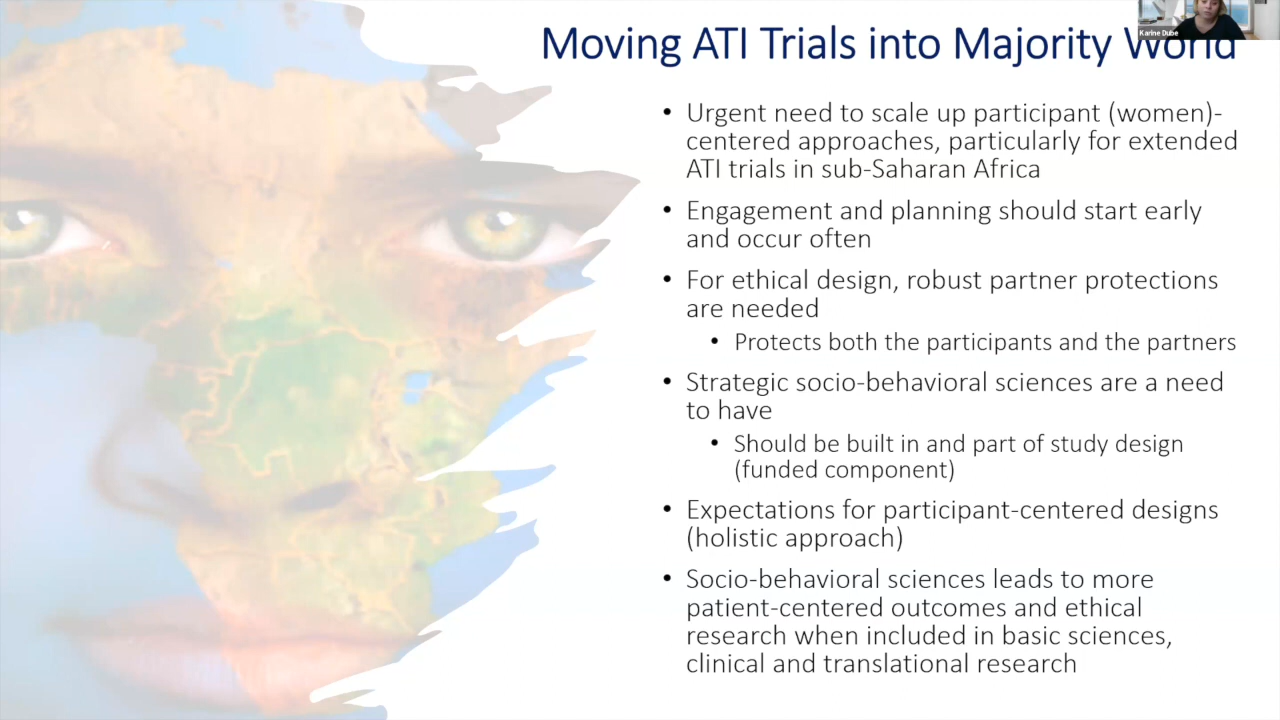 Moving ATI Trials into Majority World
Karine Dube
• Urgent need to scale up participant (women)-
centered approaches, particularly for extended
ATI trials in sub-Saharan Africa
• Engagement and planning should start early
and occur often
• For ethical design, robust partner protections
are needed
• Protects both the participants and the partners
• Strategic socio-behavioral sciences are a need
to have
• Should be built in and part of study design
(funded component)
• Expectations for participant-centered designs
(holistic approach)
• Socio-behavioral sciences leads to more
patient-centered outcomes and ethical
research when included in basic sciences,
clinical and translational research